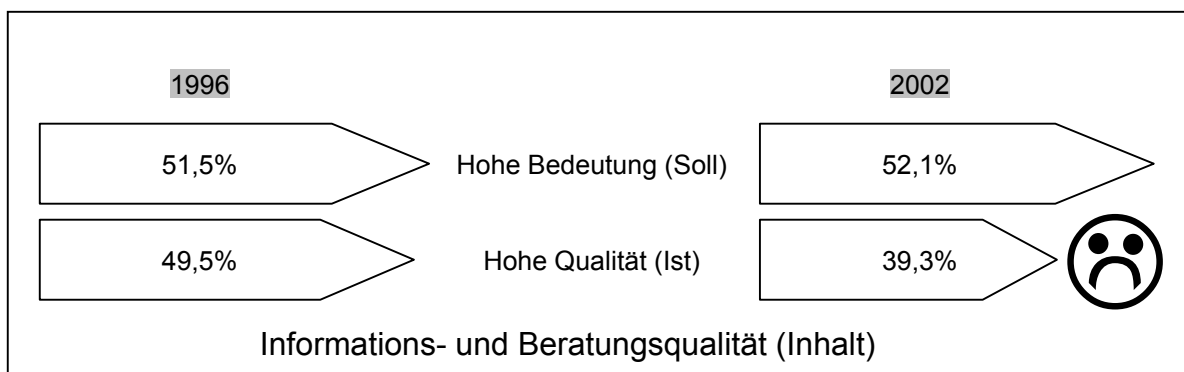 1996 2002
51,5% Hohe Bedeutung (Soll) 52,1%
49,5% Hohe Qualität (Ist) 39,3%
Informations- und Beratungsqualität (Inhalt)